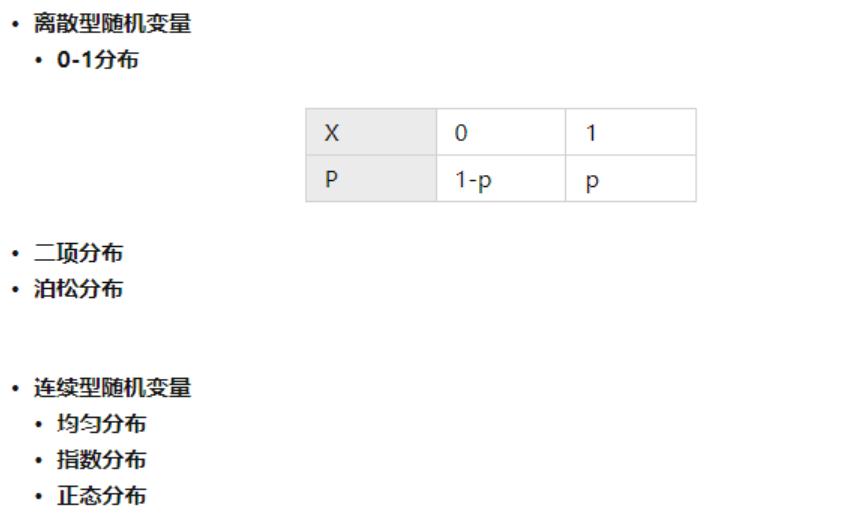 • 离散型随机变量
• 0-1分布
X 0 1
P 1-p p
• 二项分布
• 泊松分布
• 连续型随机变量
• 均匀分布
• 指数分布
• 正态分布